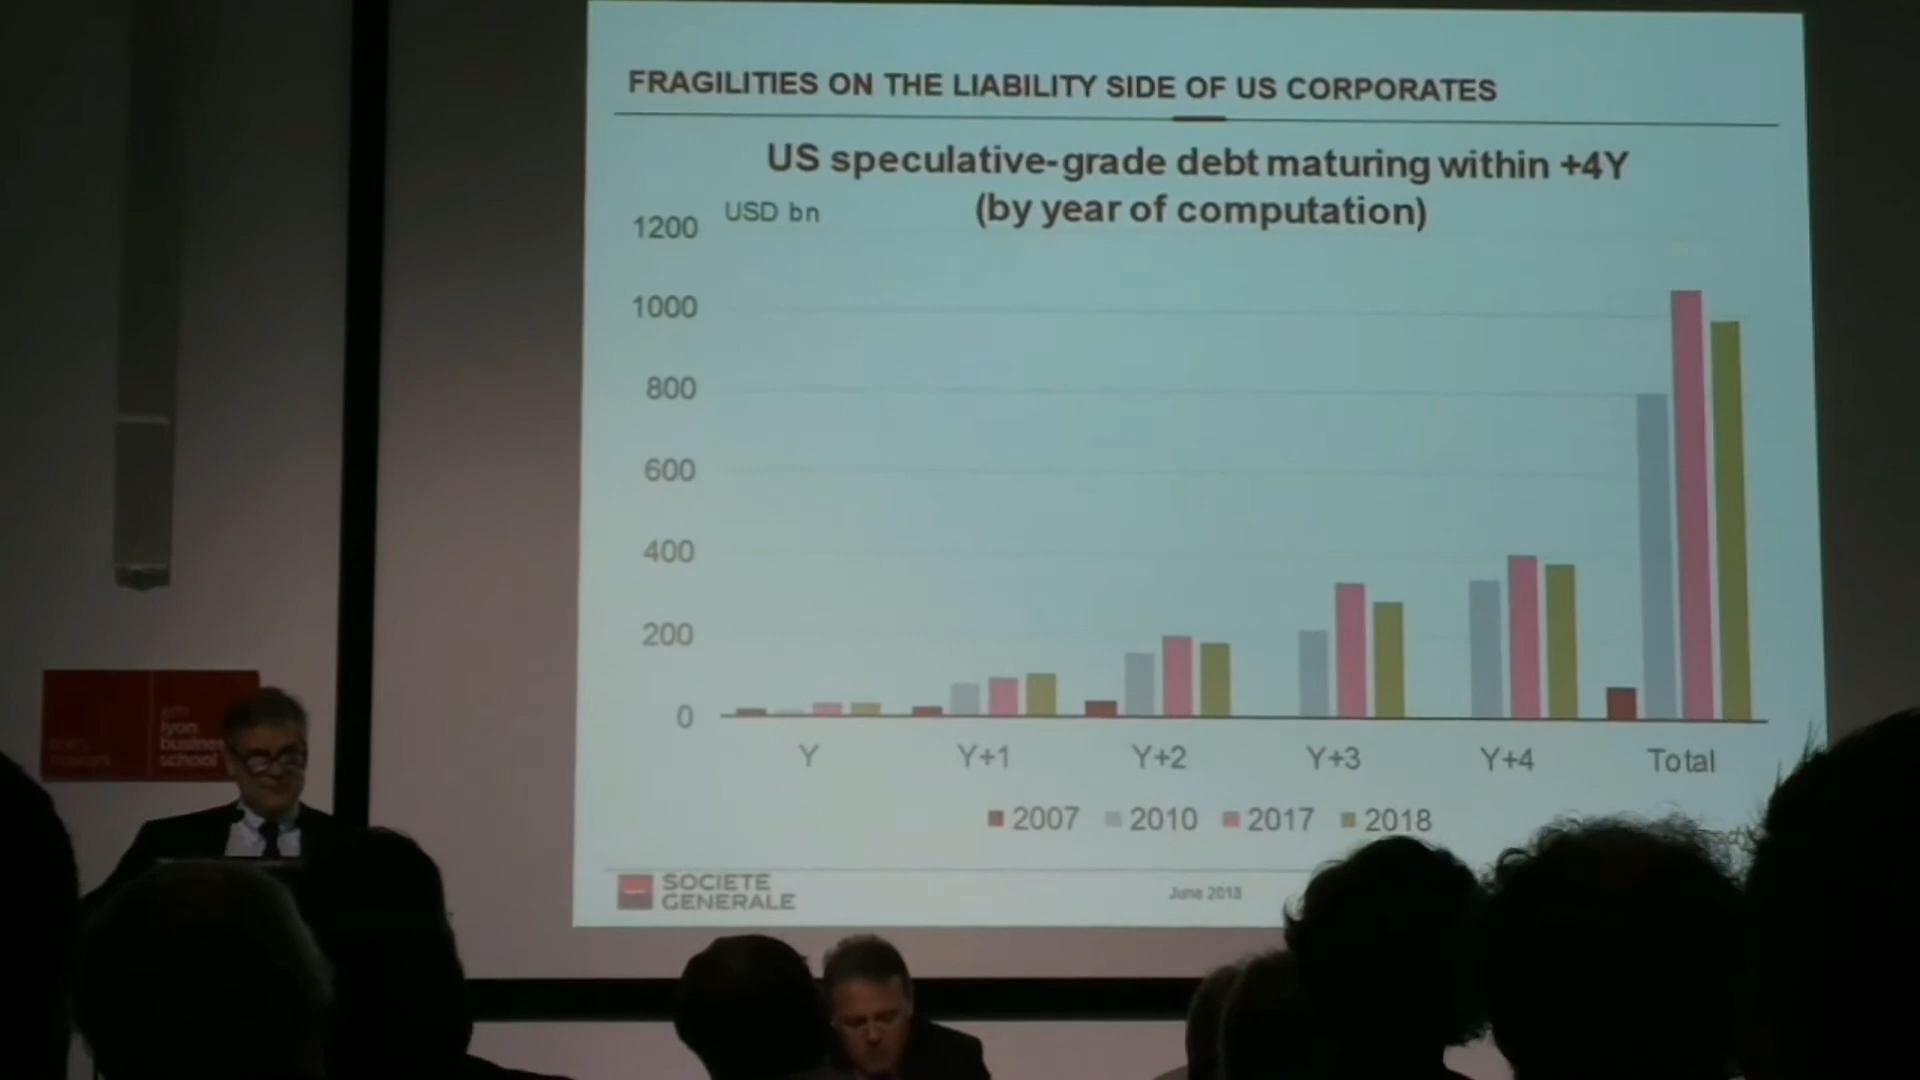 FRAGILITIES ON THE LIABILITY SIDE OF US CORPORATES
US speculative-grade debt maturing within +4Y
(by year of computation)
USD bn
1200
1000
800
600
400
200
0
Y Y+1 Y+2 Y+3 Y+4 Total
2007 2010 2017 2018
SOCIETE
GENERALE
June 2018
lyon
business
school